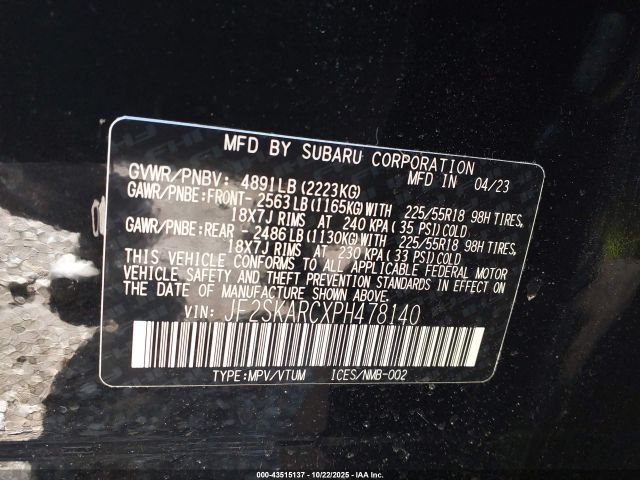 MFD BY SUBARU CORPORATION
GVWR/PNBV: 4891LB(2223KG) MFD IN 04/23
GAWR/PNBE:FRONT- 2563LB(1165KG)WITH 225/55R18 98H TIRES,
18X7J RIMS AT 240 KPA(35 PSI)COLD
GAWR/PNBE:REAR - 2486LB(1130KG)WITH 225/55R18 98H TIRES,
18X7J RIMS AT 230 KPA(33 PSI)COLD
THIS VEHICLE CONFORMS TO ALL APPLICABLE FEDERAL MOTOR
VEHICLE SAFETY AND THEFT PREVENTION STANDARDS IN EFFECT ON
THE DATE OF MANUFACTURE SHOWN ABOVE.
VIN: JF2SKARCXPH478140
TYPE:MPV/VTUM ICES/NMB-002
000-43515137 - 10/22/2025 - IAA Inc.